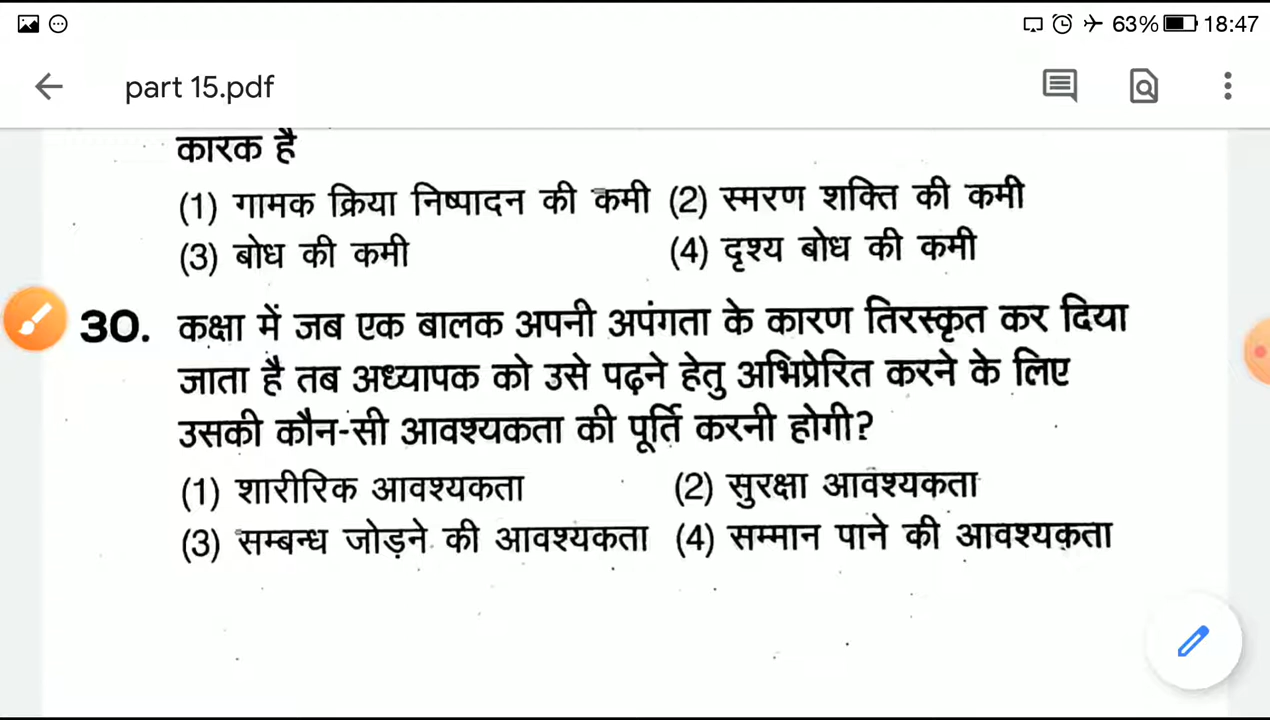 63% 18:47
part 15.pdf
कारक है
(1) गामक क्रिया निष्पादन की कमी (2) स्मरण शक्ति की कमी
(3) बोध की कमी (4) दृश्य बोध की कमी
30. कक्षा में जब एक बालक अपनी अपंगता के कारण तिरस्कृत कर दिया
जाता है तब अध्यापक को उसे पढ़ने हेतु अभिप्रेरित करने के लिए
उसकी कौन-सी आवश्यकता की पूर्ति करनी होगी?
(1) शारीरिक आवश्यकता (2) सुरक्षा आवश्यकता
(3) सम्बन्ध जोड़ने की आवश्यकता (4) सम्मान पाने की आवश्यकता